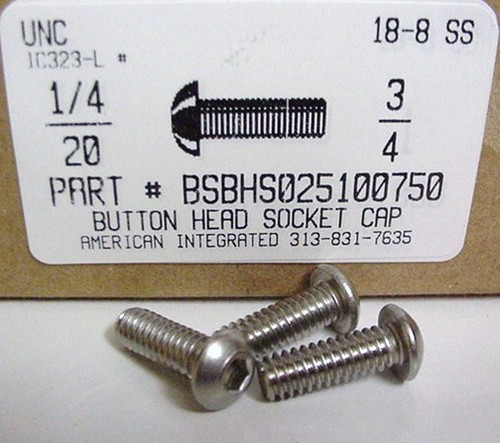 UNC 18-8 SS
IC323-L #
1/4 3
20 4
PART # BSBHS025100750
BUTTON HEAD SOCKET CAP
AMERICAN INTEGRATED 313-831-7635